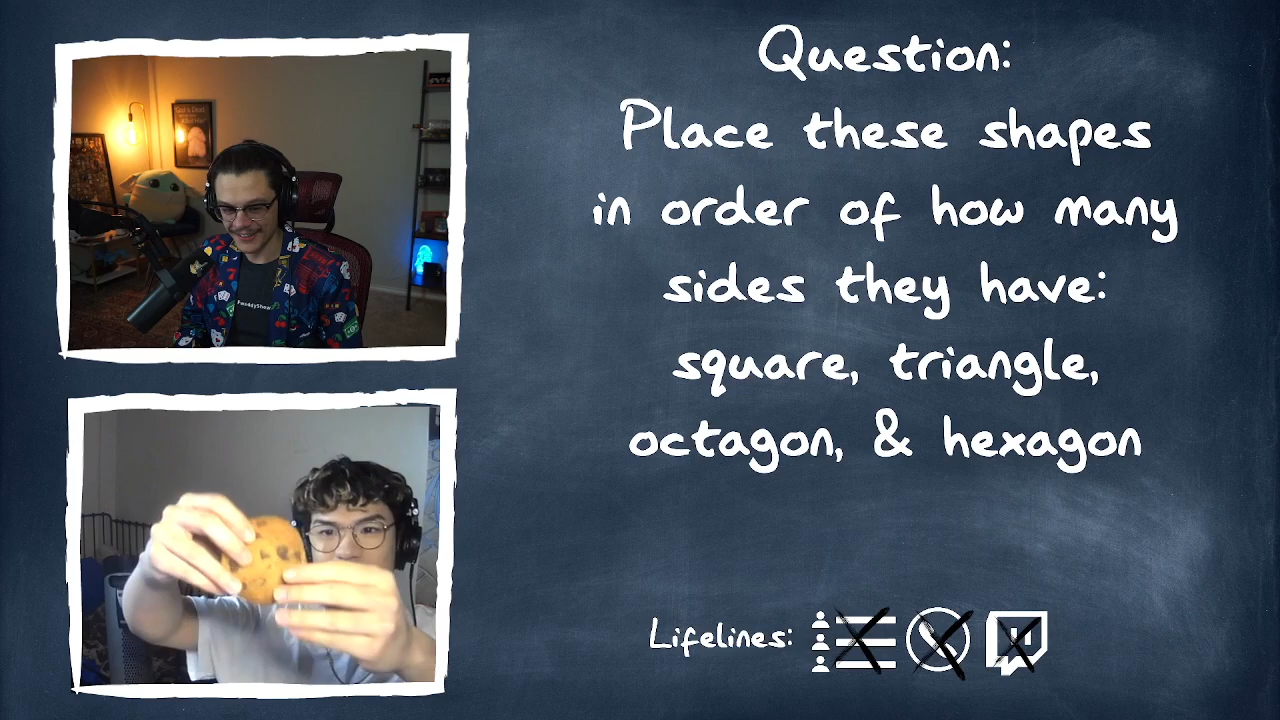 Question:
Place these shapes
in order of how many
sides they have:
square, triangle,
octagon, & hexagon
Lifelines: